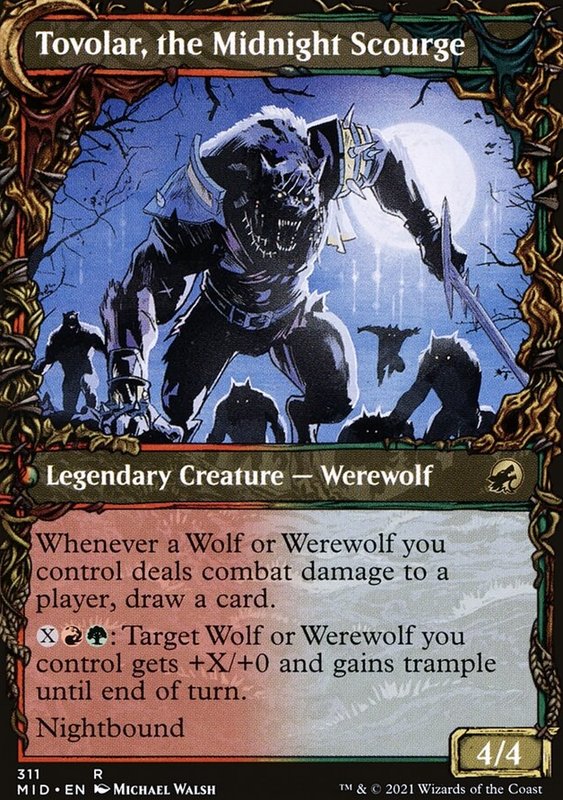 Tovolar, the Midnight Scourge
Legendary Creature — Werewolf
Whenever a Wolf or Werewolf you
control deals combat damage to a
player, draw a card.
X: Target Wolf or Werewolf you
control gets +X/+0 and gains trample
until end of turn.
Nightbound
4/4
311 R
MID • EN Michael Walsh
™ & © 2021 Wizards of the Coast